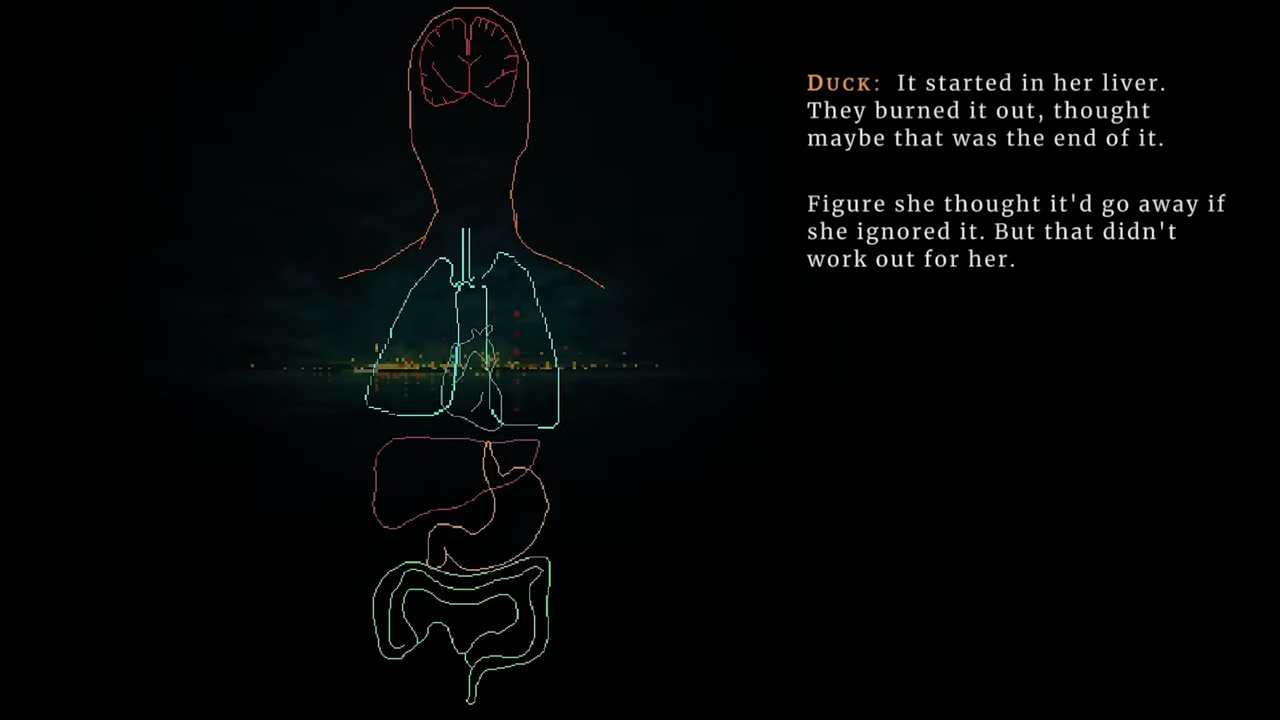 DUCK: It started in her liver.
They burned it out, thought
maybe that was the end of it.
Figure she thought it'd go away if
she ignored it. But that didn't
work out for her.